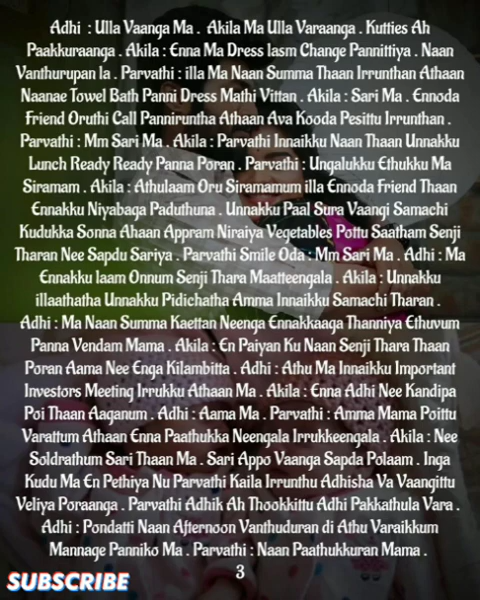 Adhi : Ulla Vaanga Ma . Akila Ma Ulla Varaanga . Kutties Ah
Paakkuraanga . Akila : Enna Ma Dress Iasm Change Pannittiya . Naan
Vanthurupan la . Parvathi : illa Ma Naan Summa Thaan Irrunthan Athaan
Naanae Towel Bath Panni Dress Mathi Vittan . Akila : Sari Ma . Ennoda
Friend Oruthi Call Panniruntha Athaan Ava Kooda Pesittu Irrunthan .
Parvathi : Mm Sari Ma . Akila : Parvathi Innaikku Naan Thaan Unnakku
Lunch Ready Ready Panna Poran . Parvathi : Ungalukku Ethukku Ma
Siramam . Akila : Athulaam Oru Siramamum illa Ennoda Friend Thaan
Ennakku Niyabaga Paduthuna . Unnakku Paal Sura Vaangi Samachi
Kudukka Sonna Ahaan Appram Niraiya Vegetables Pottu Saatham Senji
Tharan Nee Sapdu Sariya . Parvathi Smile Oda : Mm Sari Ma . Adhi : Ma
Ennakku laam Onnum Senji Thara Maatteengala . Akila : Unnakku
illaathatha Unnakku Pidichatha Amma Innaikku Samachi Tharan .
Adhi : Ma Naan Summa Kaettan Neenga Ennakkaaga Thanniya Ethuvum
Panna Vendam Mama . Akila : En Paiyan Ku Naan Senji Thara Thaan
Poran Aama Nee Enga Kilambitta . Adhi : Athu Ma Innaikku Important
Investors Meeting Irrukku Athaan Ma . Akila : Enna Adhi Nee Kandipa
Poi Thaan Aaganum . Adhi : Aama Ma . Parvathi : Amma Mama Poittu
Varattum Athaan Enna Paathukka Neengala Irrukkeengala . Akila : Nee
Soldrathum Sari Thaan Ma . Sari Appo Vaanga Sapda Polaam . Inga
Kudu Ma En Pethiya Nu Parvathi Kaila Irrunthu Adhisha Va Vaangittu
Veliya Poraanga . Parvathi Adhik Ah Thookkittu Adhi Pakkathula Vara .
Adhi : Pondatti Naan Afternoon Vanthuduran di Athu Varaikkum
Mannage Panniko Ma . Parvathi : Naan Paathukkuran Mama .
3
SUBSCRIBE